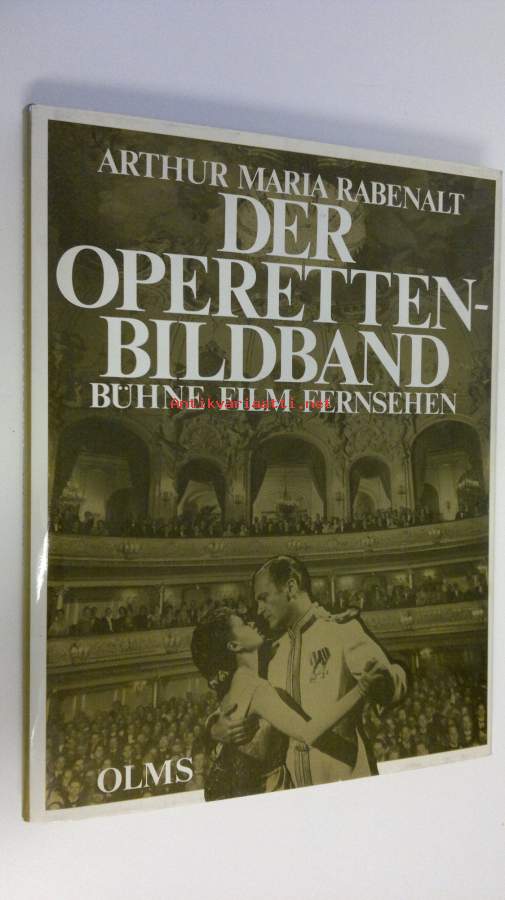 ARTHUR MARIA RABENALT
DER
OPERETTEN-
BILDBAND
BÜHNE FILM FERNSEHEN
Antikvariaatti.net
OLMS